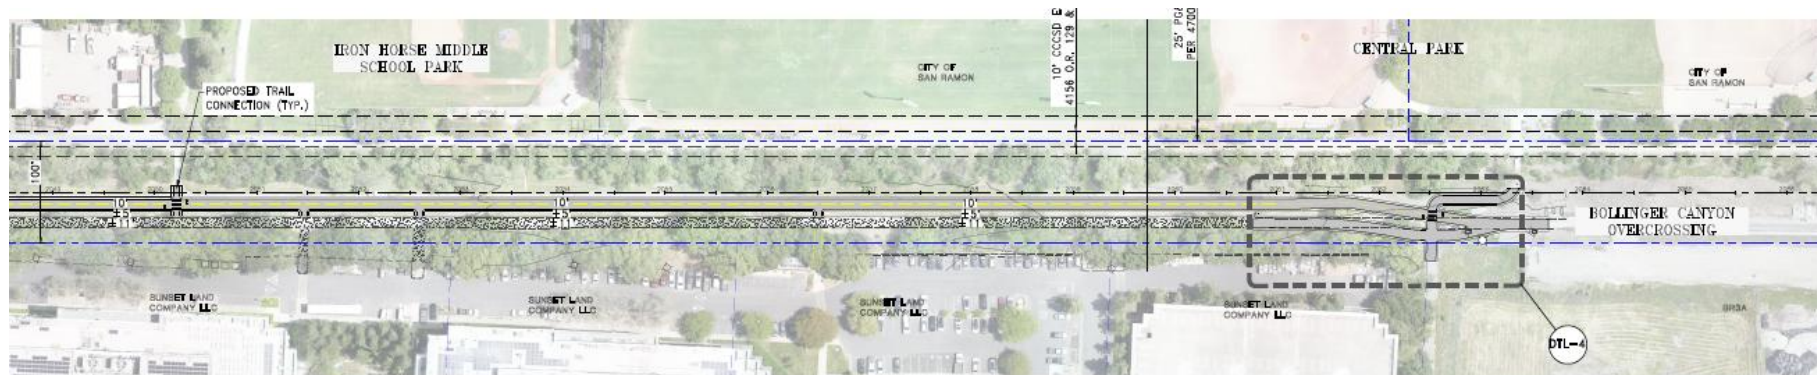 IRON HORSE MIDDLE
SCHOOL PARK
PROPOSED TRAIL
CONNECTION (TYP.)
CITY OF
SAN RAMON
10' CCCSD E
4156 O.R. 129 &
25' PG&
PER 4700
CENTRAL PARK
CITY OF
SAN RAMON
100'
10'
10'
10'
BOLLINGER CANYON
OVERCROSSING
SUNSET LAND
COMPANY LLC
SUNSET LAND
COMPANY LLC
SUNSET LAND
COMPANY LLC
SUNSET LAND
COMPANY LLC
BR3A
DTL-4